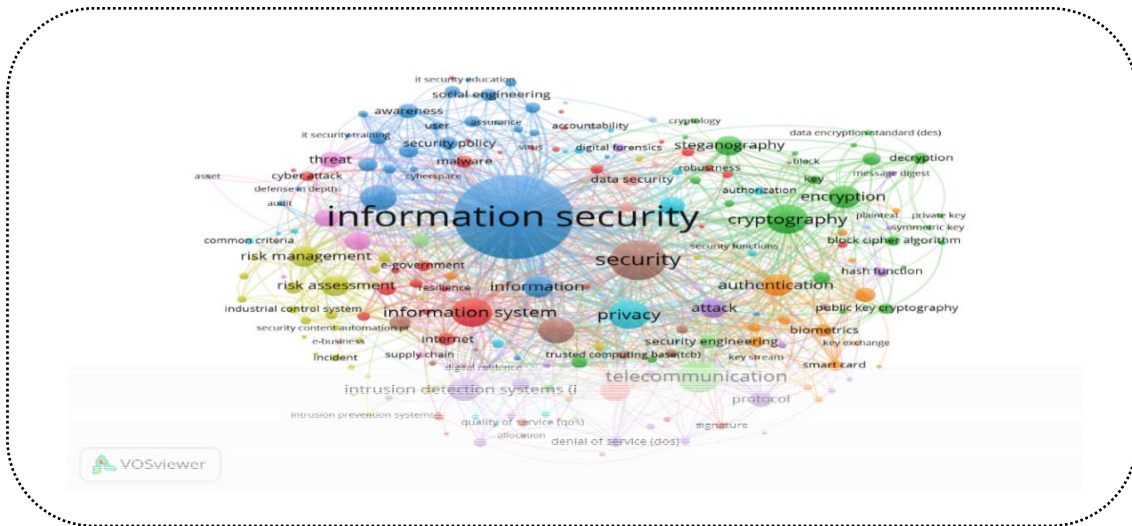 it security education
social engineering
awareness
user
assurance
accountability
cryptology
it security training
security policy
virus
digital forensics
steganography
data encryption standard (des)
threat
malware
block
decryption
asset
cyber attack
cyberspace
data security
robustness
key
message digest
defense in depth
authorization
encryption
audit
information security
cryptography
plaintext
private key
symmetric key
common criteria
security functions
block cipher algorithm
risk management
e-government
security
hash function
risk assessment
resilience
information
authentication
industrial control system
information system
privacy
attack
public key cryptography
security content automation pr
biometrics
e-business
internet
security engineering
key exchange
incident
supply chain
trusted computing base(tcb)
key stream
smart card
digital evidence
telecommunication
intrusion detection systems (i
protocol
intrusion prevention systems
quality of service (qos)
signature
allocation
denial of service (dos)
VOSviewer